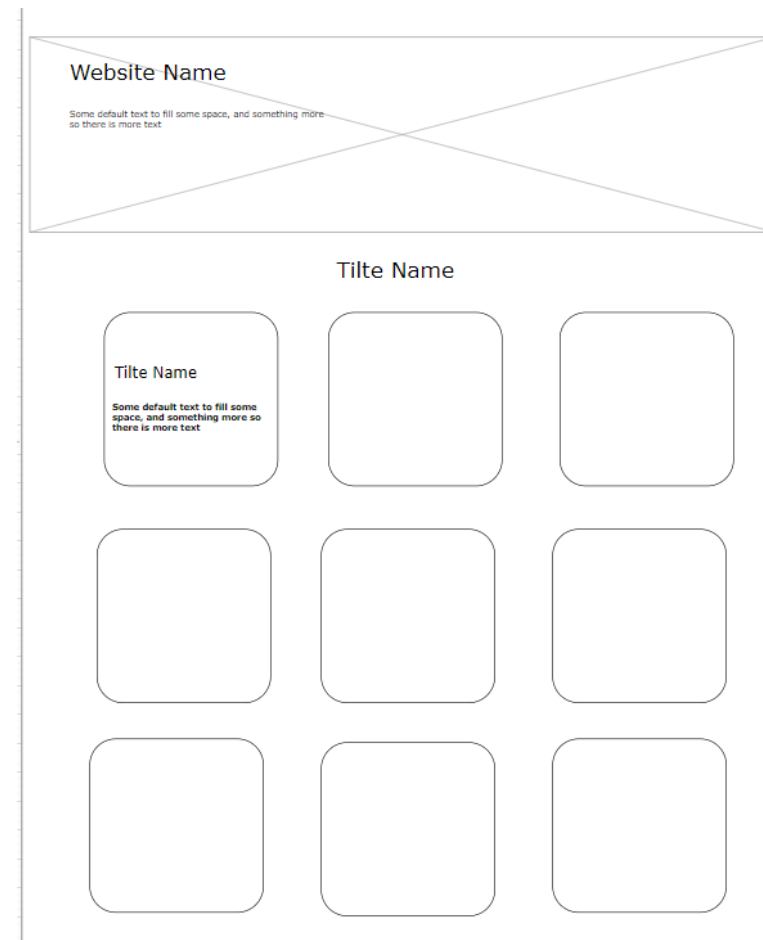 Website Name
Some default text to fill some space, and something more
so there is more text
Tilte Name
Tilte Name
Some default text to fill some
space, and something more so
there is more text